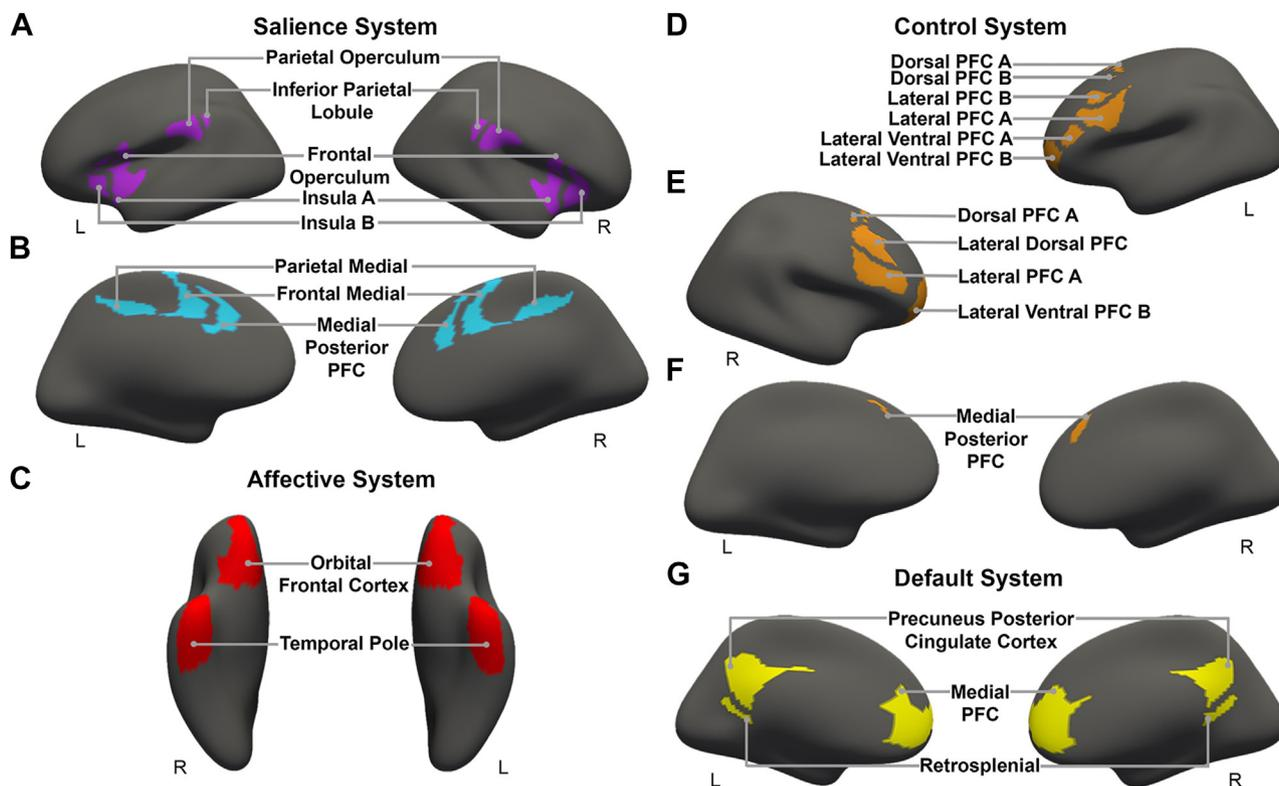 A
Salience System
Parietal Operculum
Inferior Parietal
Lobule
Frontal
Operculum
Insula A
Insula B
L
R
B
Parietal Medial
Frontal Medial
Medial
Posterior
PFC
L
R
C
Affective System
Orbital
Frontal Cortex
Temporal Pole
R
L
D
Control System
Dorsal PFC A
Dorsal PFC B
Lateral PFC B
Lateral PFC A
Lateral Ventral PFC A
Lateral Ventral PFC B
L
E
Dorsal PFC A
Lateral Dorsal PFC
Lateral PFC A
Lateral Ventral PFC B
R
F
Medial
Posterior
PFC
L
R
G
Default System
Precuneus Posterior
Cingulate Cortex
Medial
PFC
Retrosplenial
L
R